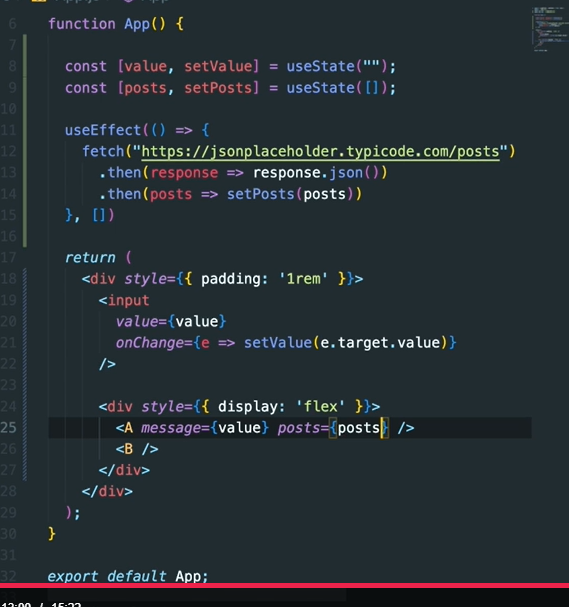 6 function App() {
7
8 const [value, setValue] = useState("");
9 const [posts, setPosts] = useState([]);
10
11 useEffect(() => {
12 fetch("https://jsonplaceholder.typicode.com/posts")
13 .then(response => response.json())
14 .then(posts => setPosts(posts))
15 }, [])
16
17 return (
18 <div style={{ padding: '1rem' }}>
19 <input
20 value={value}
21 onChange={e => setValue(e.target.value)}
22 />
23
24 <div style={{ display: 'flex' }}>
25 <A message={value} posts={posts} />
26 <B />
27 </div>
28 </div>
29 );
30 }
31
32 export default App;